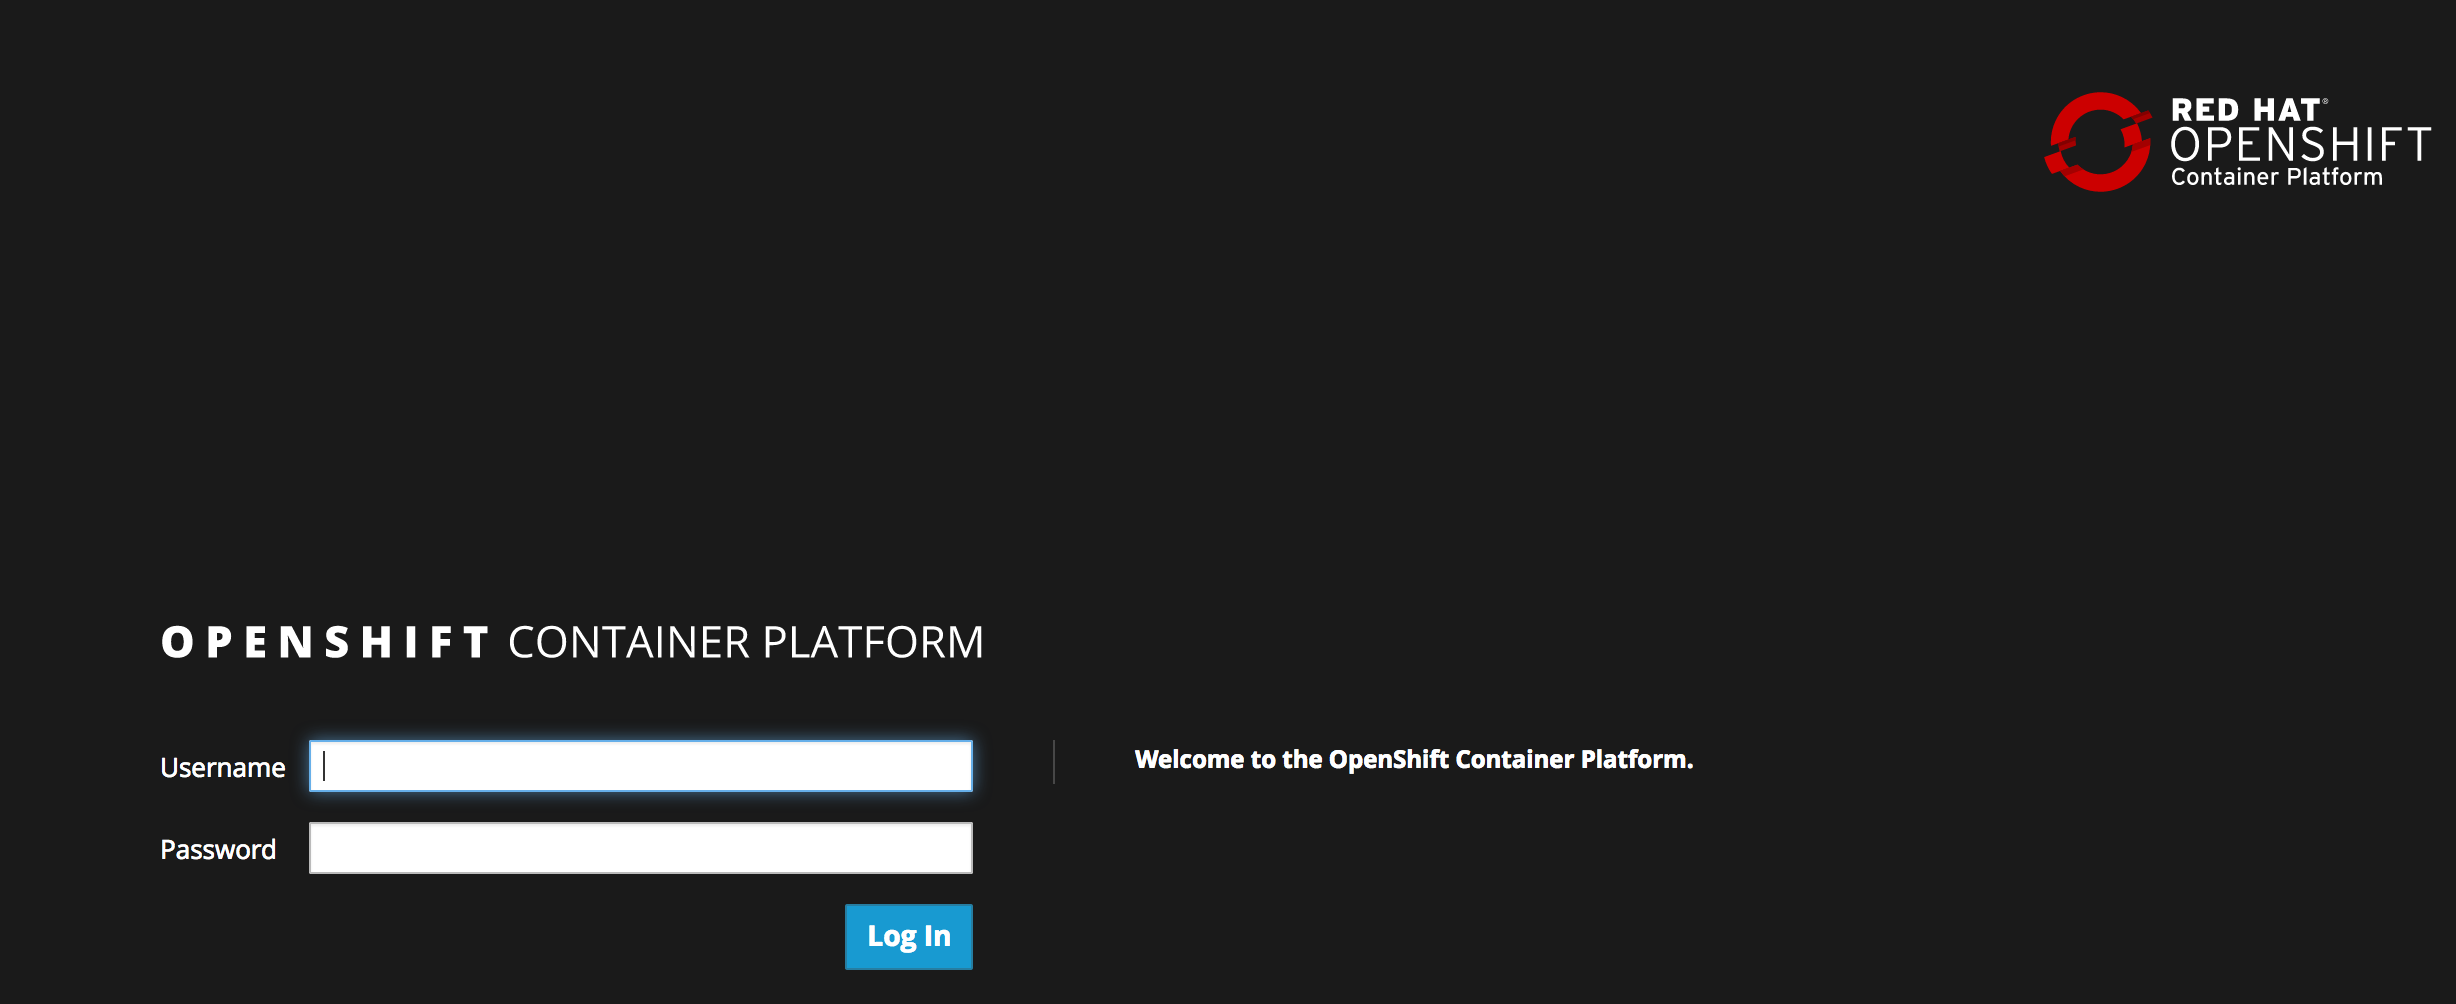 RED HAT®
OPENSHIFT
Container Platform
OPENSHIFT CONTAINER PLATFORM
Username
Welcome to the OpenShift Container Platform.
Password
Log In